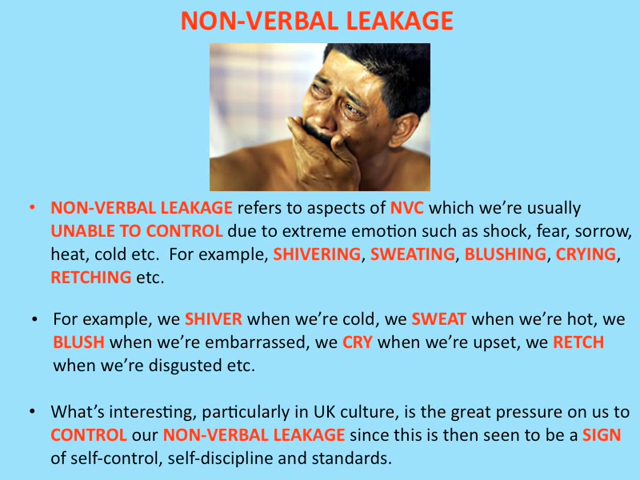 NON-VERBAL LEAKAGE
• NON-VERBAL LEAKAGE refers to aspects of NVC which we’re usually
UNABLE TO CONTROL due to extreme emotion such as shock, fear, sorrow,
heat, cold etc.  For example, SHIVERING, SWEATING, BLUSHING, CRYING,
RETCHING etc.
• For example, we SHIVER when we’re cold, we SWEAT when we’re hot, we
BLUSH when we’re embarrassed, we CRY when we’re upset, we RETCH
when we’re disgusted etc.
• What’s interesting, particularly in UK culture, is the great pressure on us to
CONTROL our NON-VERBAL LEAKAGE since this is then seen to be a SIGN
of self-control, self-discipline and standards.